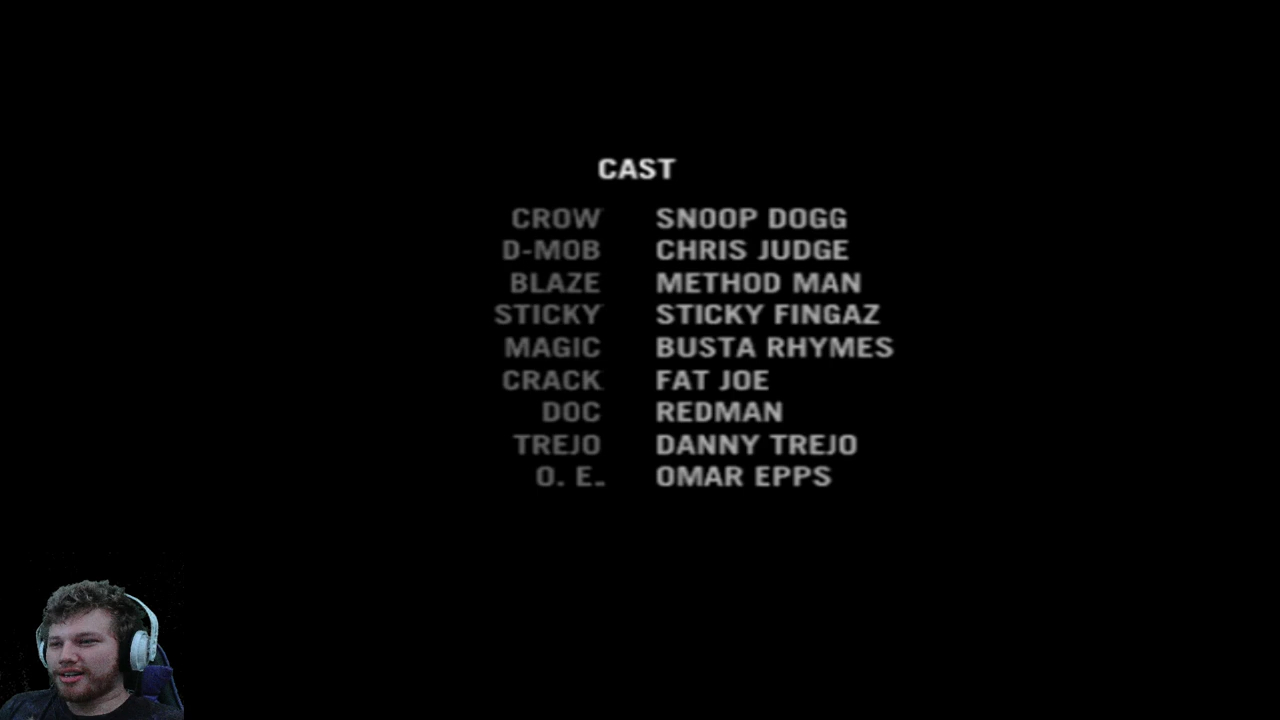 CAST
CROW SNOOP DOGG
D-MOB CHRIS JUDGE
BLAZE METHOD MAN
STICKY STICKY FINGAZ
MAGIC BUSTA RHYMES
CRACK FAT JOE
DOC REDMAN
TREJO DANNY TREJO
O. E. OMAR EPPS